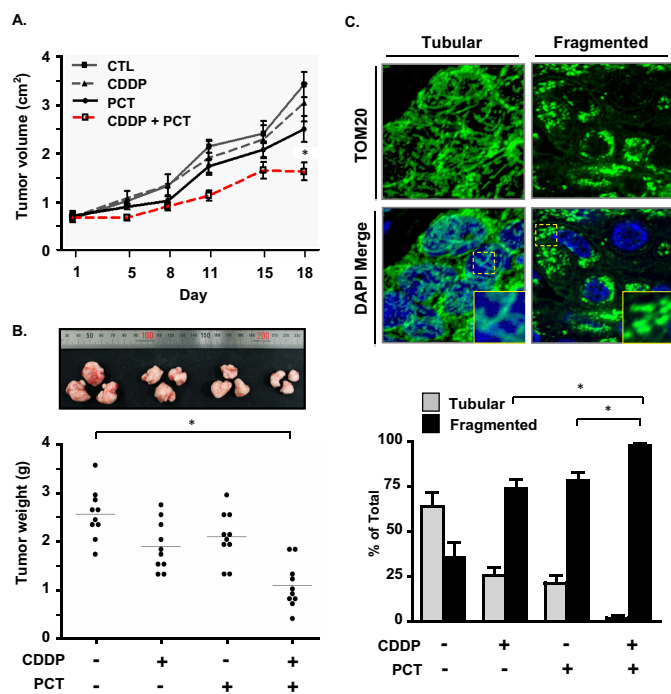 A.
Tumor volume (cm²)
4
3
2
1
0
CTL
CDDP
PCT
CDDP + PCT
*
1 5 8 11 15 18
Day
B.
100
200
*
Tumor weight (g)
4
3
2
1
0
CDDP - + - +
PCT - - + +
C.
Tubular Fragmented
TOM20
DAPI Merge
Tubular
Fragmented
*
*
% of Total
100
75
50
25
0
CDDP - + - +
PCT - - + +